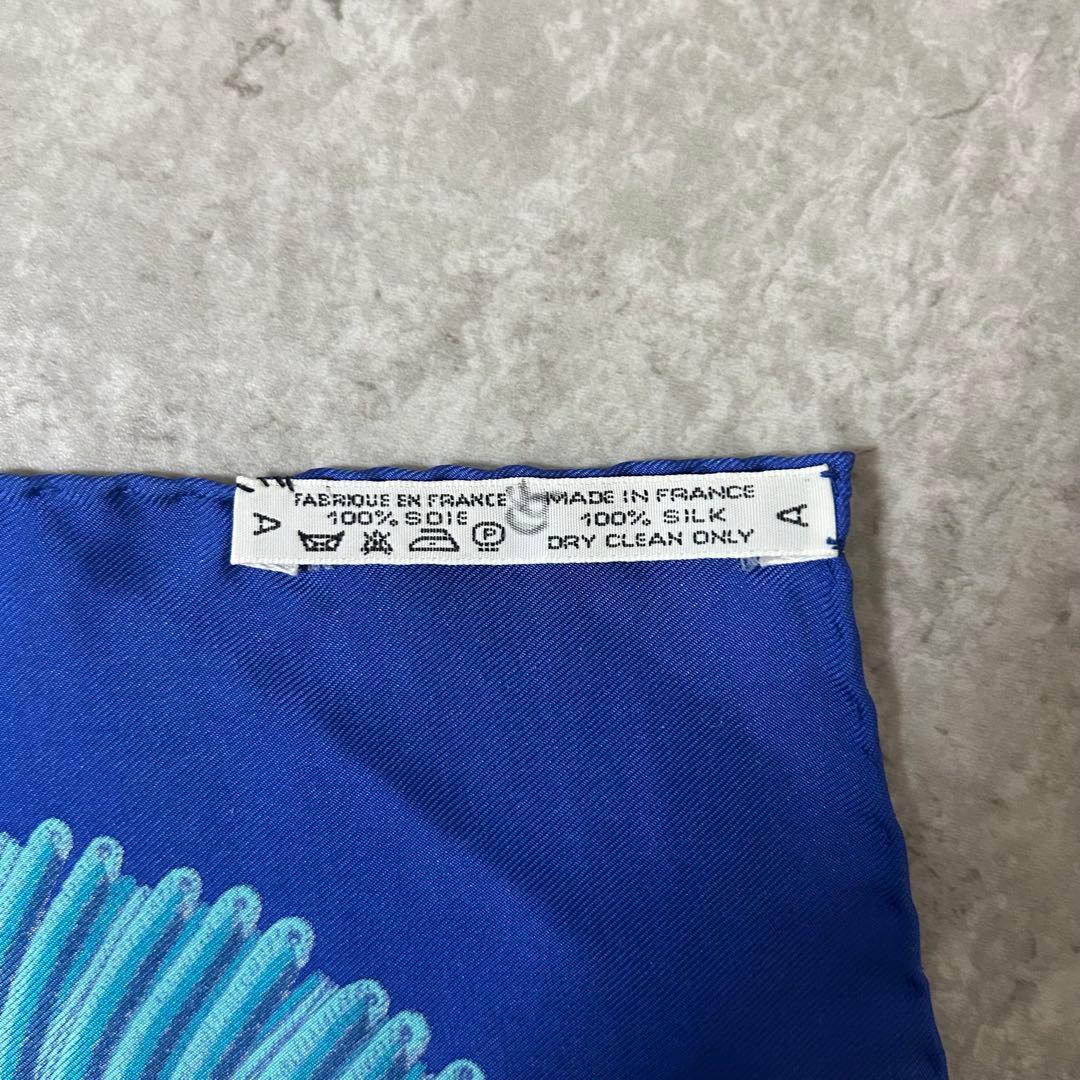 A
FABRIQUE EN FRANCE
100% SOIE
P
MADE IN FRANCE
100% SILK
DRY CLEAN ONLY
A